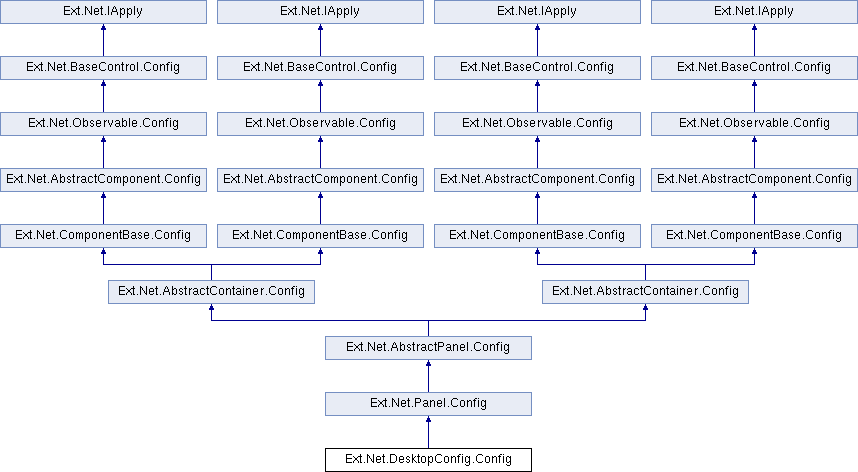 Ext.Net.IApply Ext.Net.IApply Ext.Net.IApply Ext.Net.IApply
Ext.Net.BaseControl.Config Ext.Net.BaseControl.Config Ext.Net.BaseControl.Config Ext.Net.BaseControl.Config
Ext.Net.Observable.Config Ext.Net.Observable.Config Ext.Net.Observable.Config Ext.Net.Observable.Config
Ext.Net.AbstractComponent.Config Ext.Net.AbstractComponent.Config Ext.Net.AbstractComponent.Config Ext.Net.AbstractComponent.Config
Ext.Net.ComponentBase.Config Ext.Net.ComponentBase.Config Ext.Net.ComponentBase.Config Ext.Net.ComponentBase.Config
Ext.Net.AbstractContainer.Config Ext.Net.AbstractContainer.Config
Ext.Net.AbstractPanel.Config
Ext.Net.Panel.Config
Ext.Net.DesktopConfig.Config